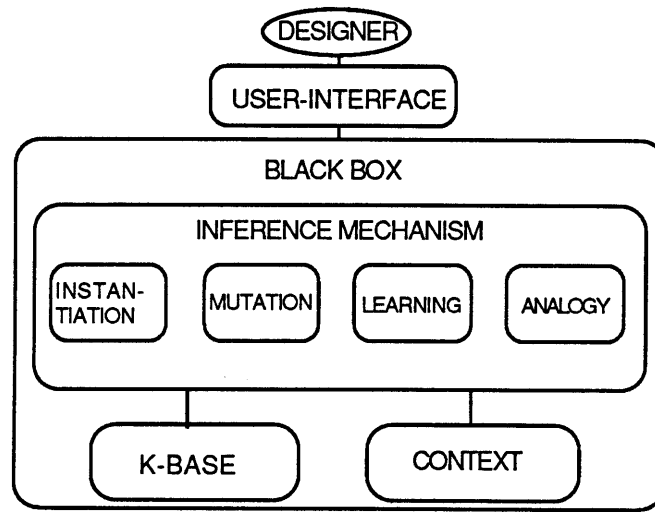 DESIGNER
USER-INTERFACE
BLACK BOX
INFERENCE MECHANISM
INSTAN-
TIATION
MUTATION
LEARNING
ANALOGY
K-BASE
CONTEXT